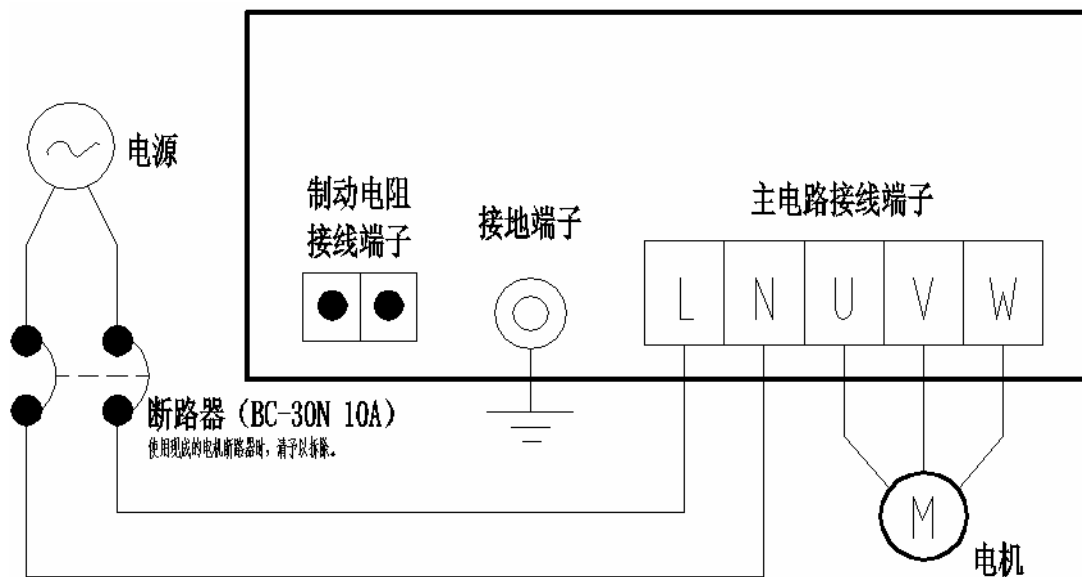 电源
制动电阻
接线端子
接地端子
主电路接线端子
L N U V W
断路器 (BC-30N 10A)
使用现成的电机断路器时，请予以拆除。
M
电机